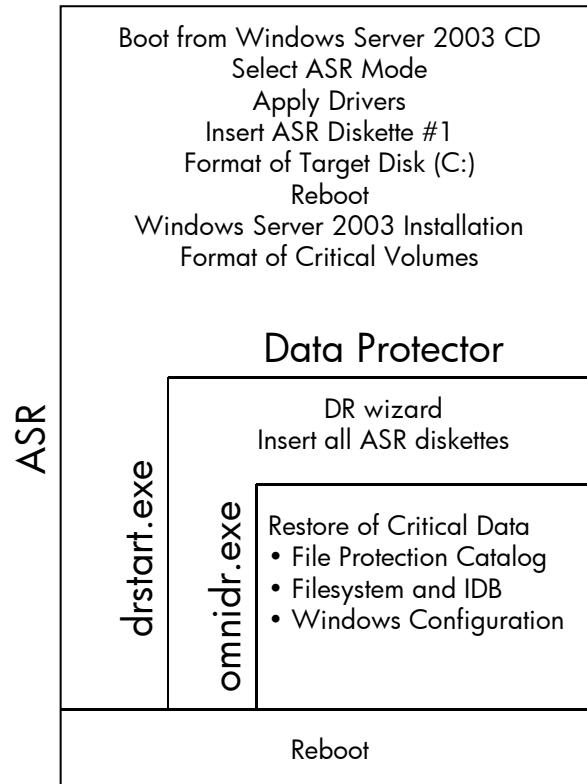 Boot from Windows Server 2003 CD
Select ASR Mode
Apply Drivers
Insert ASR Diskette #1
Format of Target Disk (C:)
Reboot
Windows Server 2003 Installation
Format of Critical Volumes
ASR
Data Protector
drstart.exe
DR wizard
Insert all ASR diskettes
omnidr.exe
Restore of Critical Data
• File Protection Catalog
• Filesystem and IDB
• Windows Configuration
Reboot